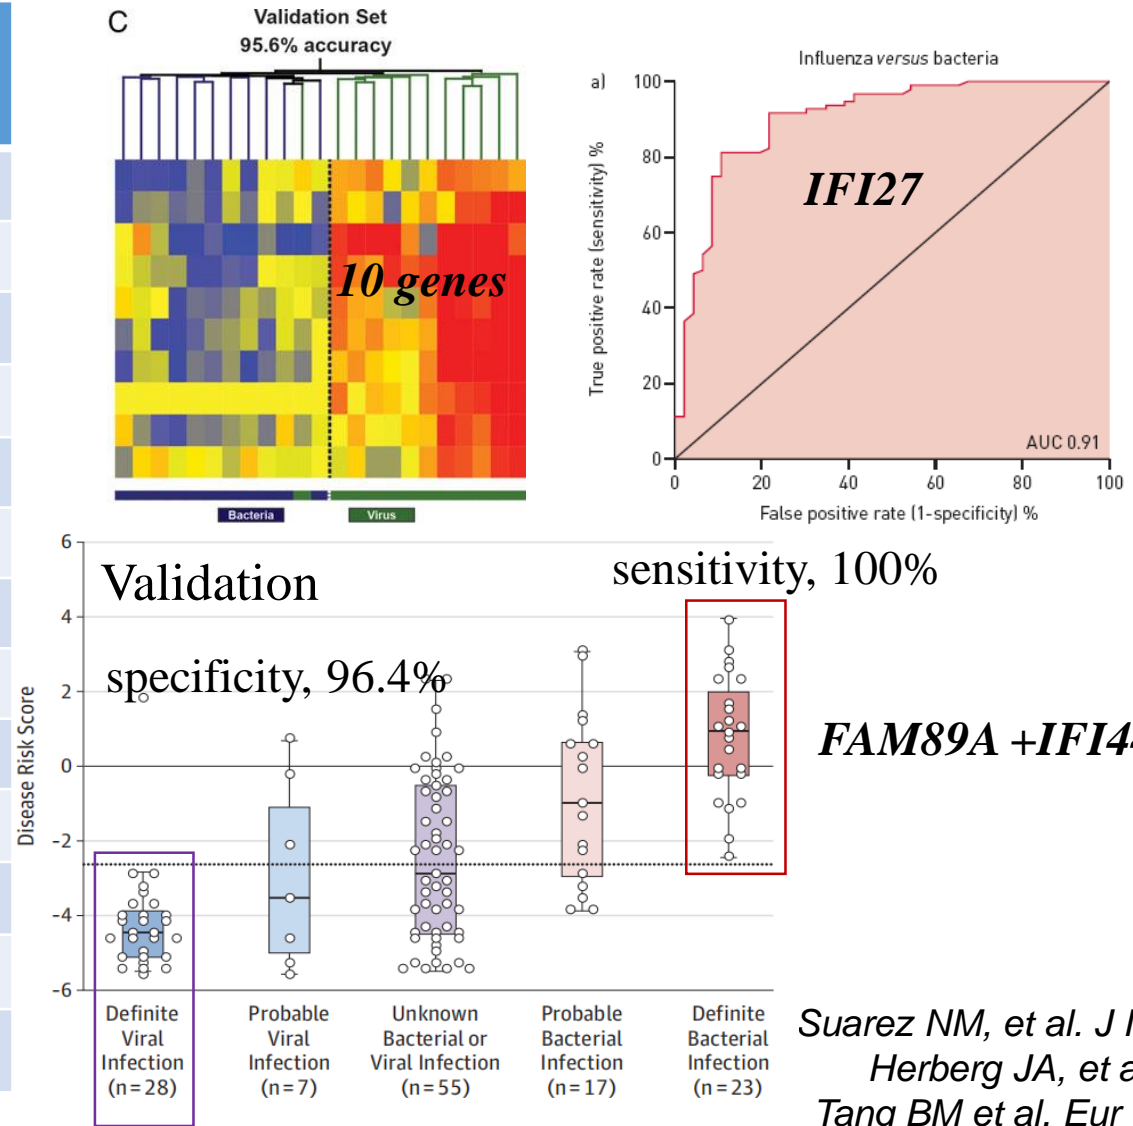 C
Validation Set
95.6% accuracy
10 genes
Bacteria
Virus
Influenza versus bacteria
a)
100
80
60
40
20
0
True positive rate (sensitivity) %
IFI27
AUC 0.91
0 20 40 60 80 100
False positive rate (1-specificity) %
6
4
2
0
-2
-4
-6
Disease Risk Score
Validation
sensitivity, 100%
specificity, 96.4%
FAM89A +IFI4
Definite
Viral
Infection
(n=28)
Probable
Viral
Infection
(n=7)
Unknown
Bacterial or
Viral Infection
(n=55)
Probable
Bacterial
Infection
(n=17)
Definite
Bacterial
Infection
(n=23)
Suarez NM, et al. J
Herberg JA, et a
Tang BM et al. Eur